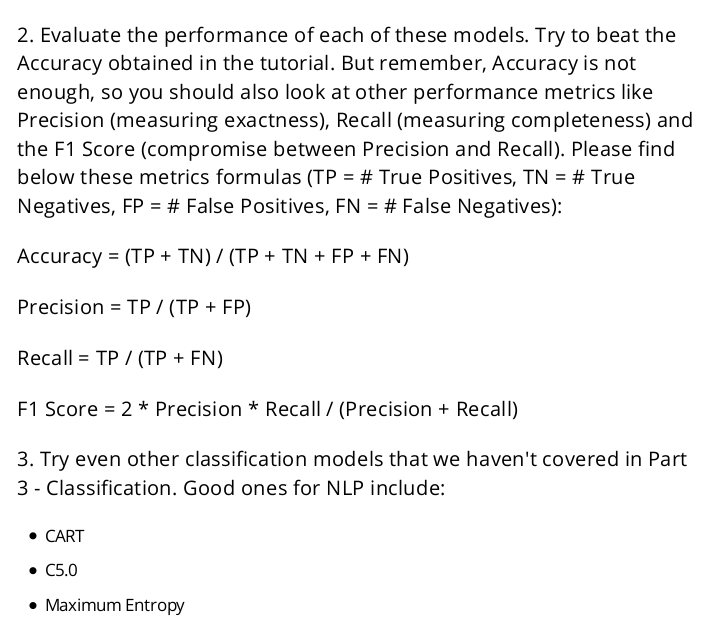 2. Evaluate the performance of each of these models. Try to beat the
Accuracy obtained in the tutorial. But remember, Accuracy is not
enough, so you should also look at other performance metrics like
Precision (measuring exactness), Recall (measuring completeness) and
the F1 Score (compromise between Precision and Recall). Please find
below these metrics formulas (TP = # True Positives, TN = # True
Negatives, FP = # False Positives, FN = # False Negatives):
Accuracy = (TP + TN) / (TP + TN + FP + FN)
Precision = TP / (TP + FP)
Recall = TP / (TP + FN)
F1 Score = 2 * Precision * Recall / (Precision + Recall)
3. Try even other classification models that we haven't covered in Part
3 - Classification. Good ones for NLP include:
• CART
• C5.0
• Maximum Entropy